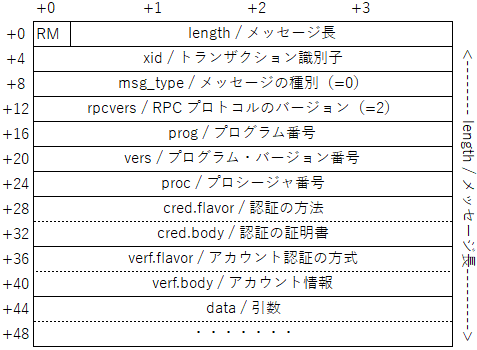 +0 +1 +2 +3
+0 RM length / メッセージ長
+4 xid / トランザクション識別子
+8 msg_type / メッセージの種別（=0）
+12 rpcvers / RPC プロトコルのバージョン（=2）
+16 prog / プログラム番号
+20 vers / プログラム・バージョン番号
+24 proc / プロシージャ番号
+28 cred.flavor / 認証の方法
+32 cred.body / 認証の証明書
+36 verf.flavor / アカウント認証の方式
+40 verf.body / アカウント情報
+44 data / 引数
+48 ・・・・・・・
<-------- length / メッセージ長 -------->